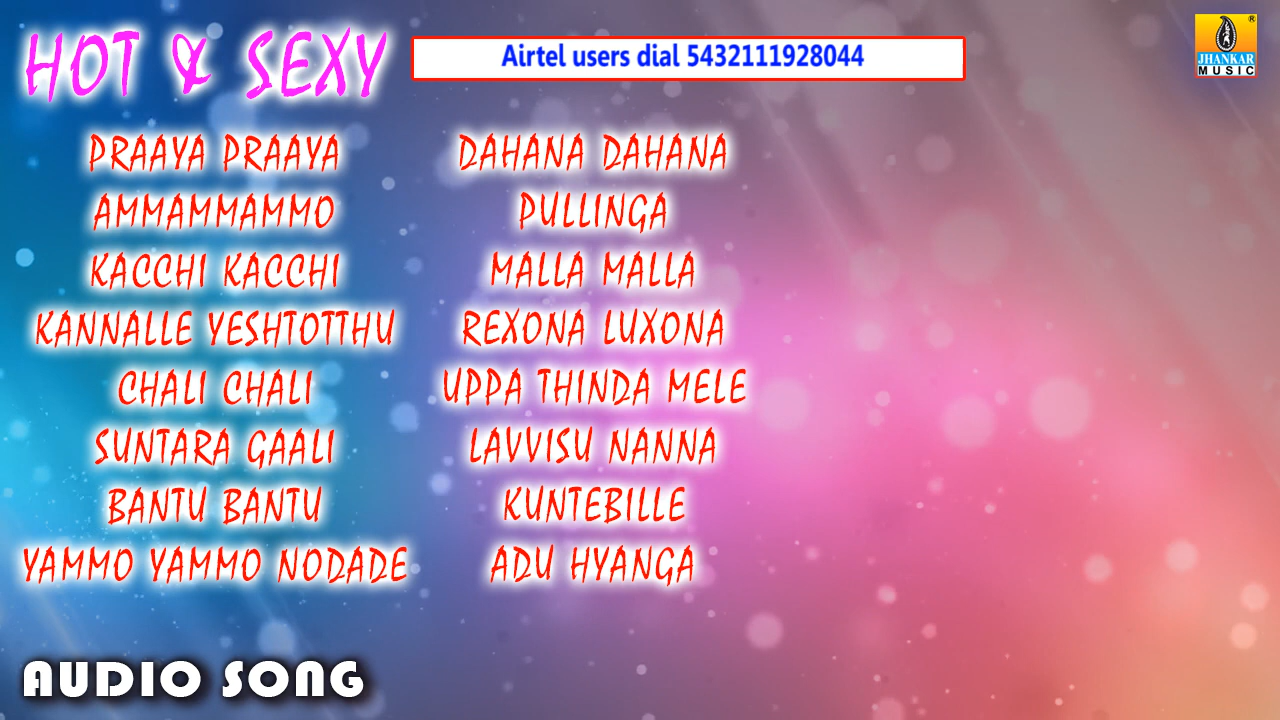 HOT & SEXY
Airtel users dial 5432111928044
JHANKAR
MUSIC
PRAAYA PRAAYA
AMMAMMAMMO
KACCHI KACCHI
KANNALLE YESHTOTTHU
CHALI CHALI
SUNTARA GAALI
BANTU BANTU
YAMMO YAMMO NODADE
DAHANA DAHANA
PULLINGA
MALLA MALLA
REXONA LUXONA
UPPA THINDA MELE
LAVVISU NANNA
KUNTEBILLE
ADU HYANGA
AUDIO SONG